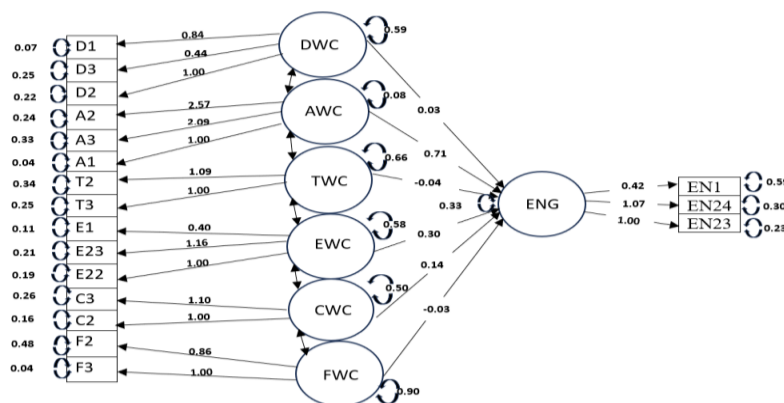 0.07 D1 0.84 DWC 0.59
0.25 D3 0.44
0.22 D2 1.00
0.24 A2 2.57 AWC 0.08 0.03
0.33 A3 2.09
0.04 A1 1.00 0.71
0.34 T2 1.09 TWC 0.66 -0.04
0.25 T3 1.00 0.33 ENG 0.42 EN1 0.59
1.07 EN24 0.30
1.00 EN23 0.23
0.11 E1 0.40 EWC 0.58 0.30
0.21 E23 1.16
0.19 E22 1.00
0.26 C3 1.10 CWC 0.50 0.14
0.16 C2 1.00
0.48 F2 0.86 -0.03
0.04 F3 1.00 FWC 0.90